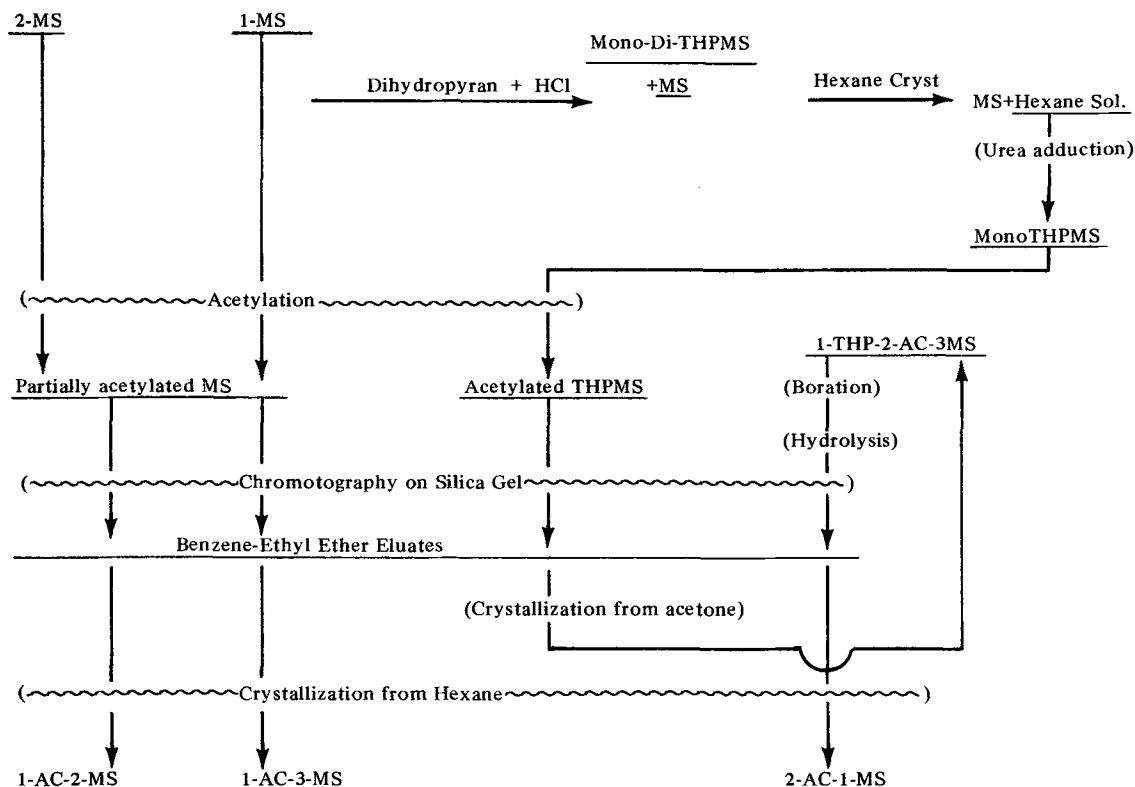 2-MS
1-MS
Mono-Di-THPMS
Dihydropyran + HCl
+MS
Hexane Cryst
MS+Hexane Sol.
(Urea adduction)
MonoTHPMS
( Acetylation )
1-THP-2-AC-3MS
Partially acetylated MS
Acetylated THPMS
(Boration)
(Hydrolysis)
( Chromotography on Silica Gel )
Benzene-Ethyl Ether Eluates
(Crystallization from acetone)
( Crystallization from Hexane )
1-AC-2-MS
1-AC-3-MS
2-AC-1-MS